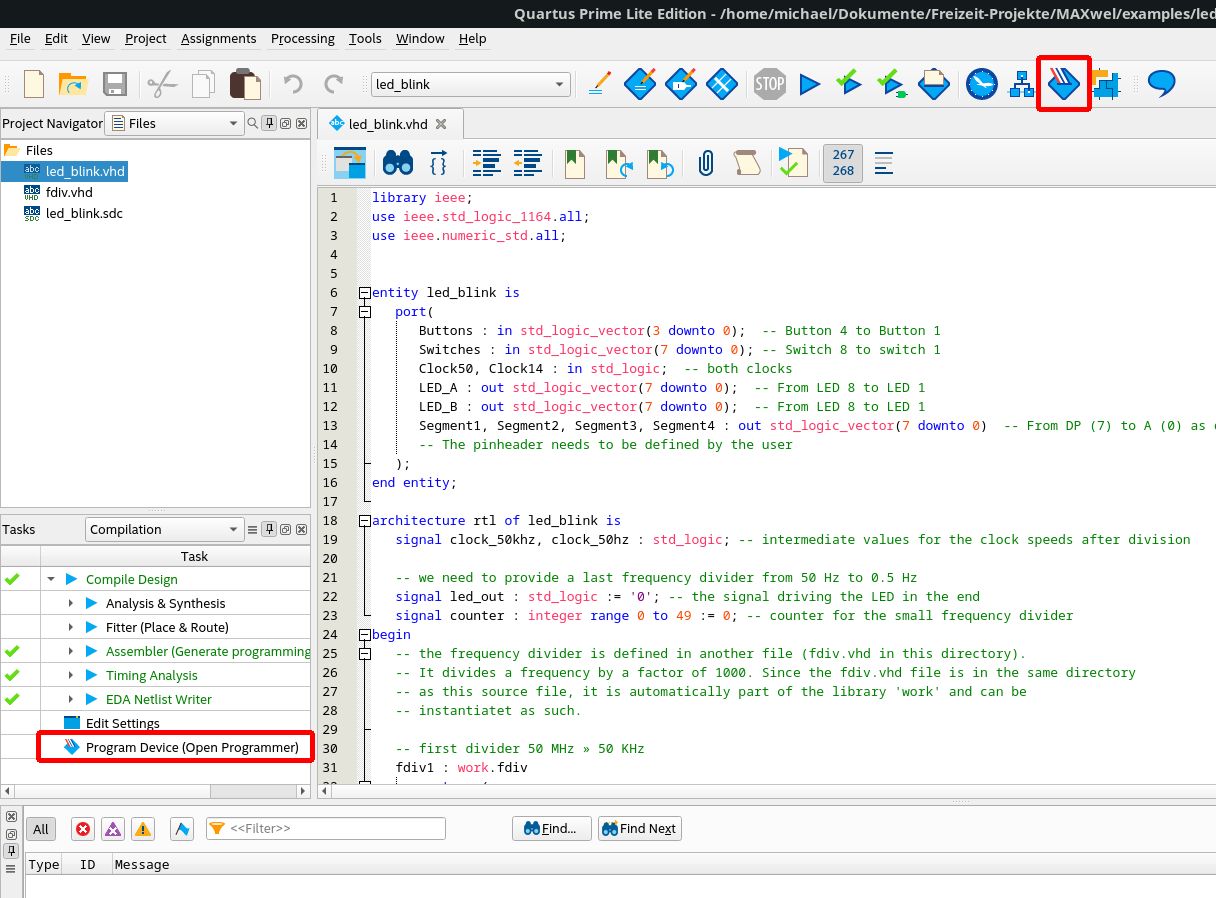 Quartus Prime Lite Edition - /home/michael/Dokumente/Freizeit-Projekte/MAXwel/examples/led
File Edit View Project Assignments Processing Tools Window Help
led_blink
STOP
Project Navigator Files
led_blink.vhd
267
268
Files
led_blink.vhd
fdiv.vhd
led_blink.sdc
1 library ieee;
2 use ieee.std_logic_1164.all;
3 use ieee.numeric_std.all;
4
5
6 entity led_blink is
7 port(
8 Buttons : in std_logic_vector(3 downto 0); -- Button 4 to Button 1
9 Switches : in std_logic_vector(7 downto 0); -- Switch 8 to switch 1
10 Clock50, Clock14 : in std_logic; -- both clocks
11 LED_A : out std_logic_vector(7 downto 0); -- From LED 8 to LED 1
12 LED_B : out std_logic_vector(7 downto 0); -- From LED 8 to LED 1
13 Segment1, Segment2, Segment3, Segment4 : out std_logic_vector(7 downto 0) -- From DP (7) to A (0) as
14 -- The pinheader needs to be defined by the user
15 );
16 end entity;
17
18 architecture rtl of led_blink is
19 signal clock_50khz, clock_50hz : std_logic; -- intermediate values for the clock speeds after division
20
21 -- we need to provide a last frequency divider from 50 Hz to 0.5 Hz
22 signal led_out : std_logic := '0'; -- the signal driving the LED in the end
23 signal counter : integer range 0 to 49 := 0; -- counter for the small frequency divider
24 begin
25 -- the frequency divider is defined in another file (fdiv.vhd in this directory).
26 -- It divides a frequency by a factor of 1000. Since the fdiv.vhd file is in the same directory
27 -- as this source file, it is automatically part of the library 'work' and can be
28 -- instantiatet as such.
29
30 -- first divider 50 MHz » 50 KHz
31 fdiv1 : work.fdiv
Tasks Compilation
Task
Compile Design
Analysis & Synthesis
Fitter (Place & Route)
Assembler (Generate programming
Timing Analysis
EDA Netlist Writer
Edit Settings
Program Device (Open Programmer)
All <<Filter>> Find... Find Next
Type ID Message